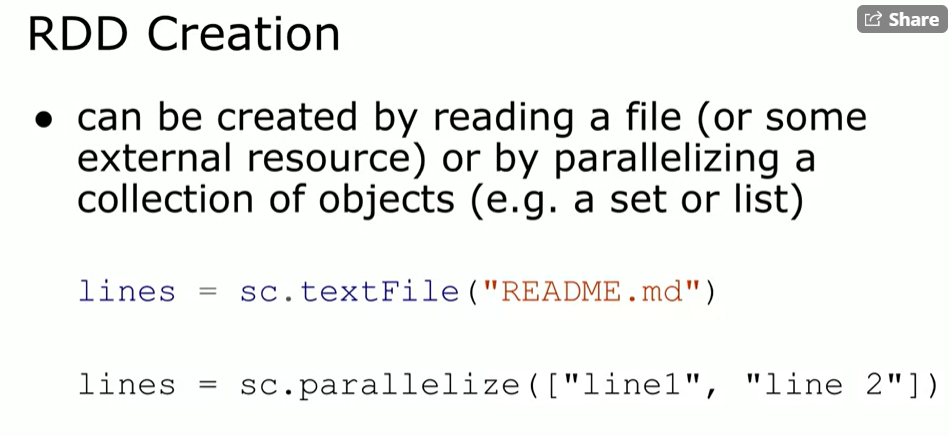 RDD Creation
Share
● can be created by reading a file (or some
external resource) or by parallelizing a
collection of objects (e.g. a set or list)
lines = sc.textFile("README.md")
lines = sc.parallelize(["line1", "line 2"])